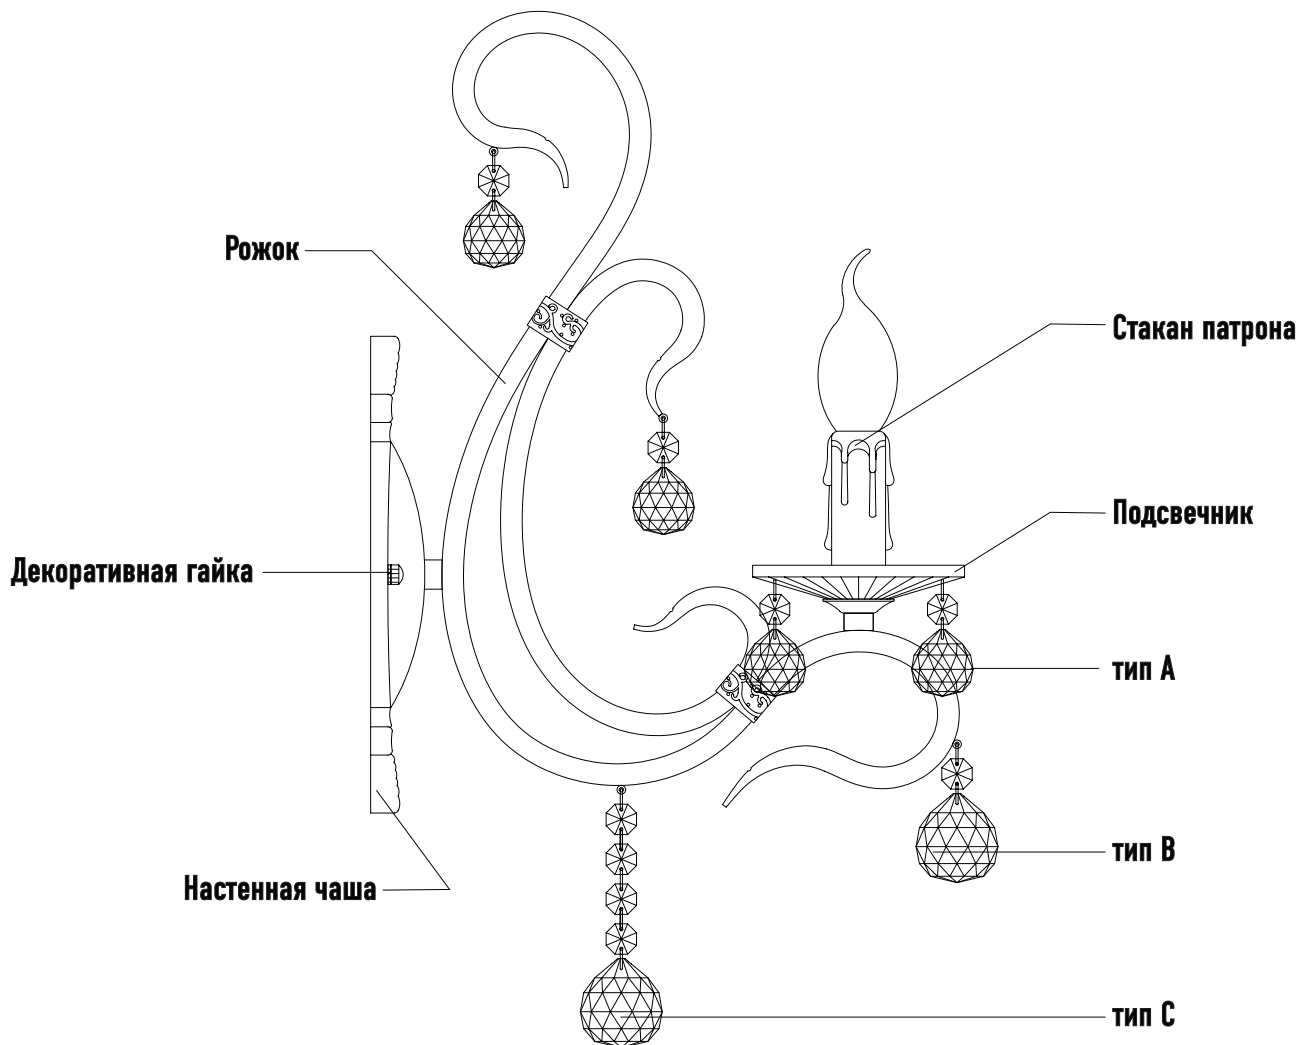 Рожок
Стакан патрона
Подсвечник
Декоративная гайка
тип А
тип В
Настенная чаша
тип С